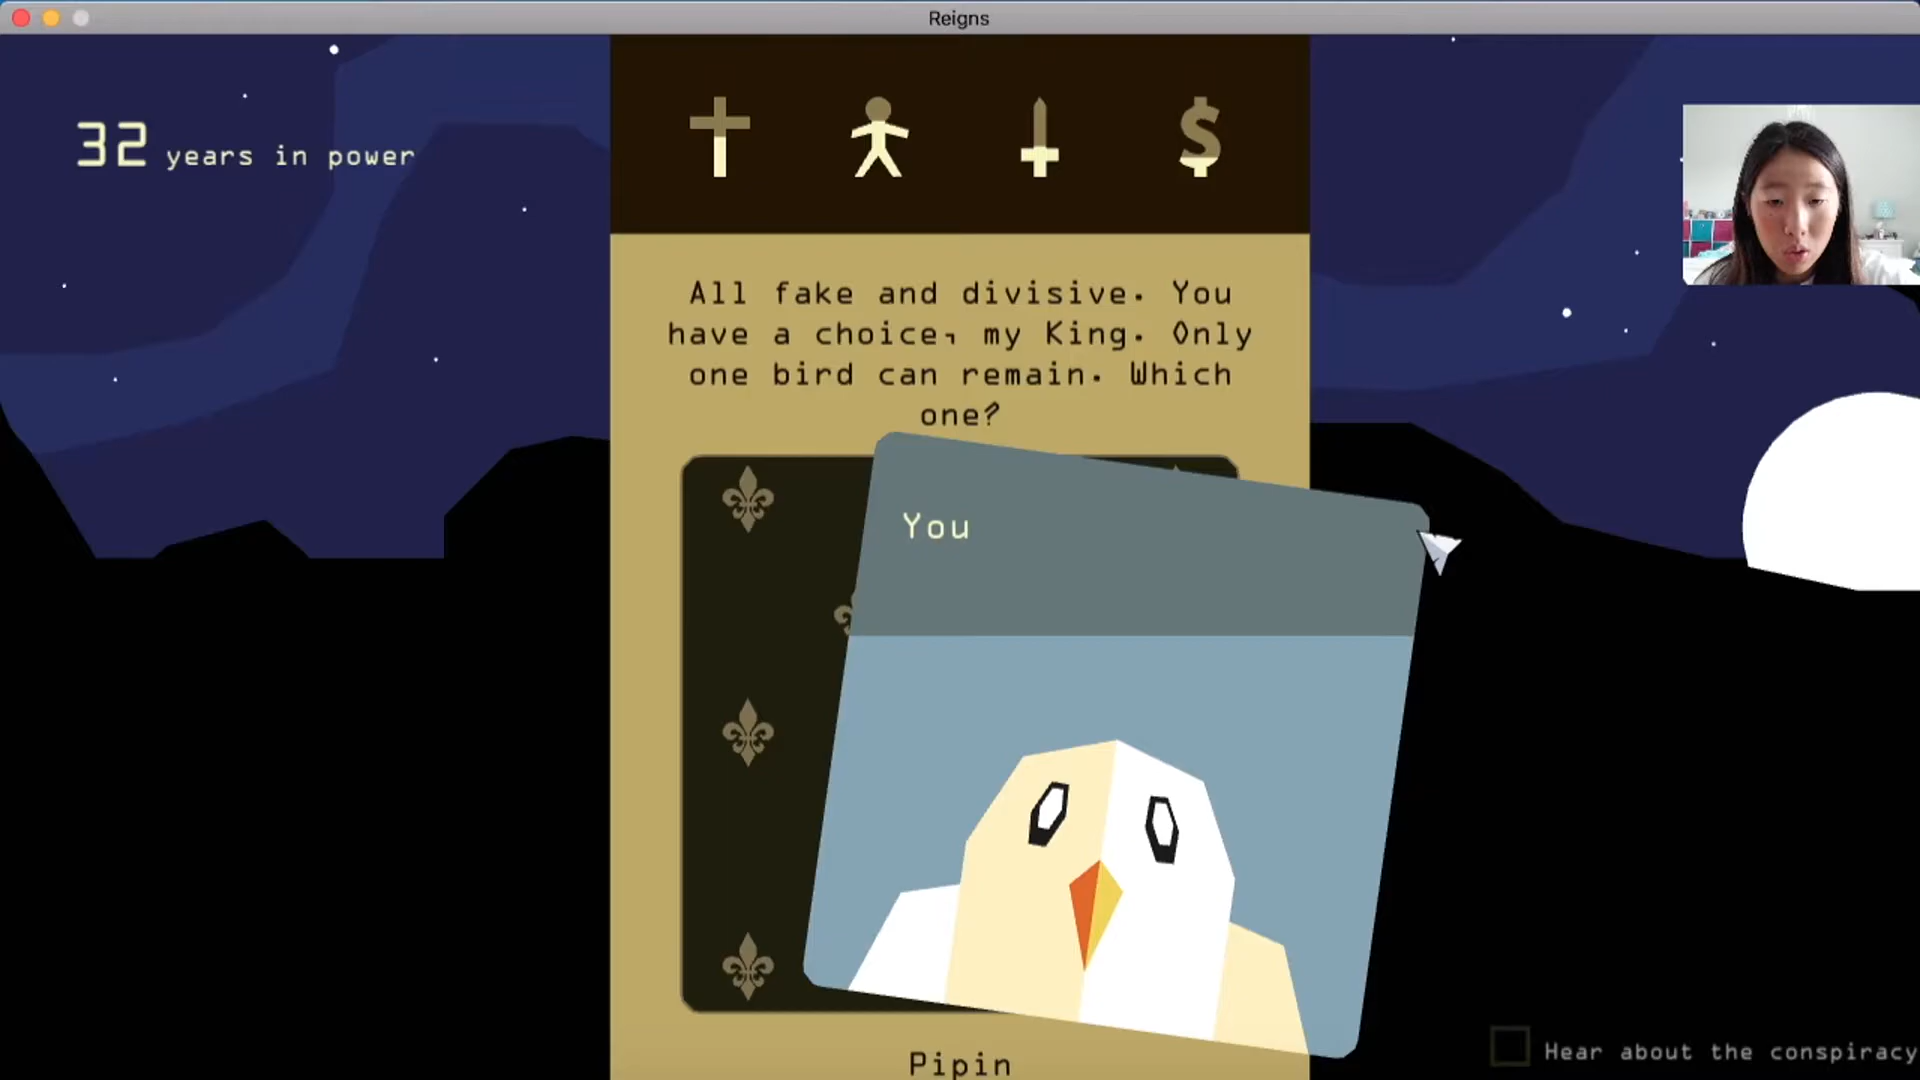 Reigns
32 years in power
All fake and divisive. You
have a choice, my King. Only
one bird can remain. Which
one?
You
Pipin
Hear about the conspiracy